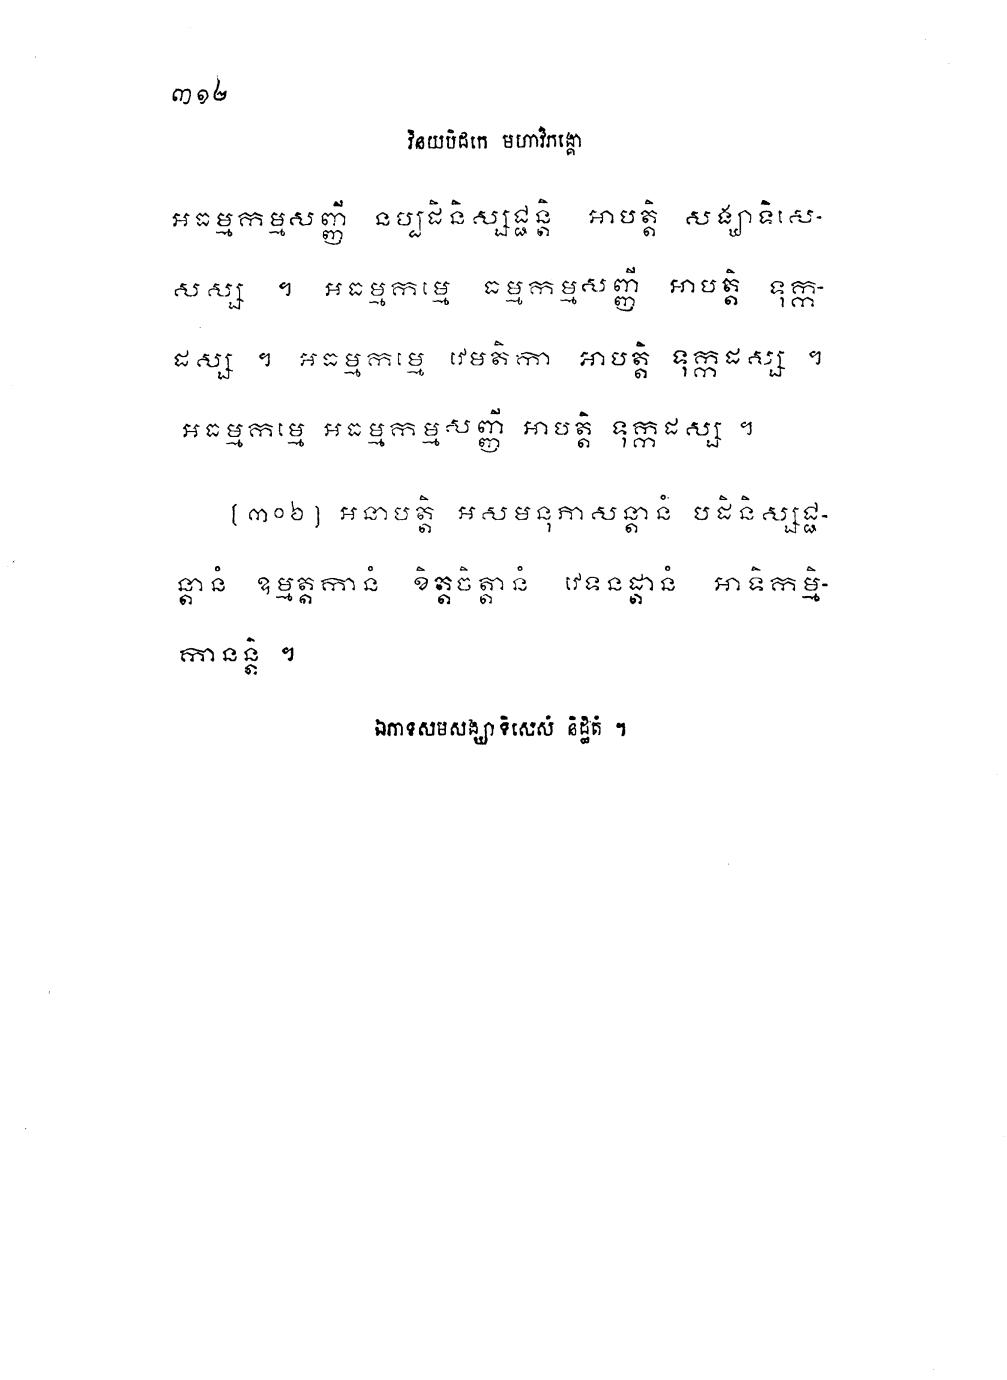 ៣១២
វិនយបិដកេ មហាវិភង្គោ
អធម្មកម្មសញ្ញី នប្បដិនិស្សជ្ជន្តិ អាបត្តិ សង្ឃាទិសេ-
សស្ស ។ អធម្មកម្មេ ធម្មកម្មសញ្ញី អាបត្តិ ទុក្ក-
ដស្ស ។ អធម្មកម្មេ វេមតិកា អាបត្តិ ទុក្កដស្ស ។
អធម្មកម្មេ អធម្មកម្មសញ្ញី អាបត្តិ ទុក្កដស្ស ។
[៣០៦] អនាបត្តិ អសមនុភាសន្តានំ បដិនិស្សជ្ជ-
ន្តានំ ឧម្មត្តកានំ ខិត្តចិត្តានំ វេទនដ្តានំ អាទិកម្មិ-
កានន្តិ ។
ឯកាទសមសង្ឃាទិសេសំ និដ្ឋិតំ ។